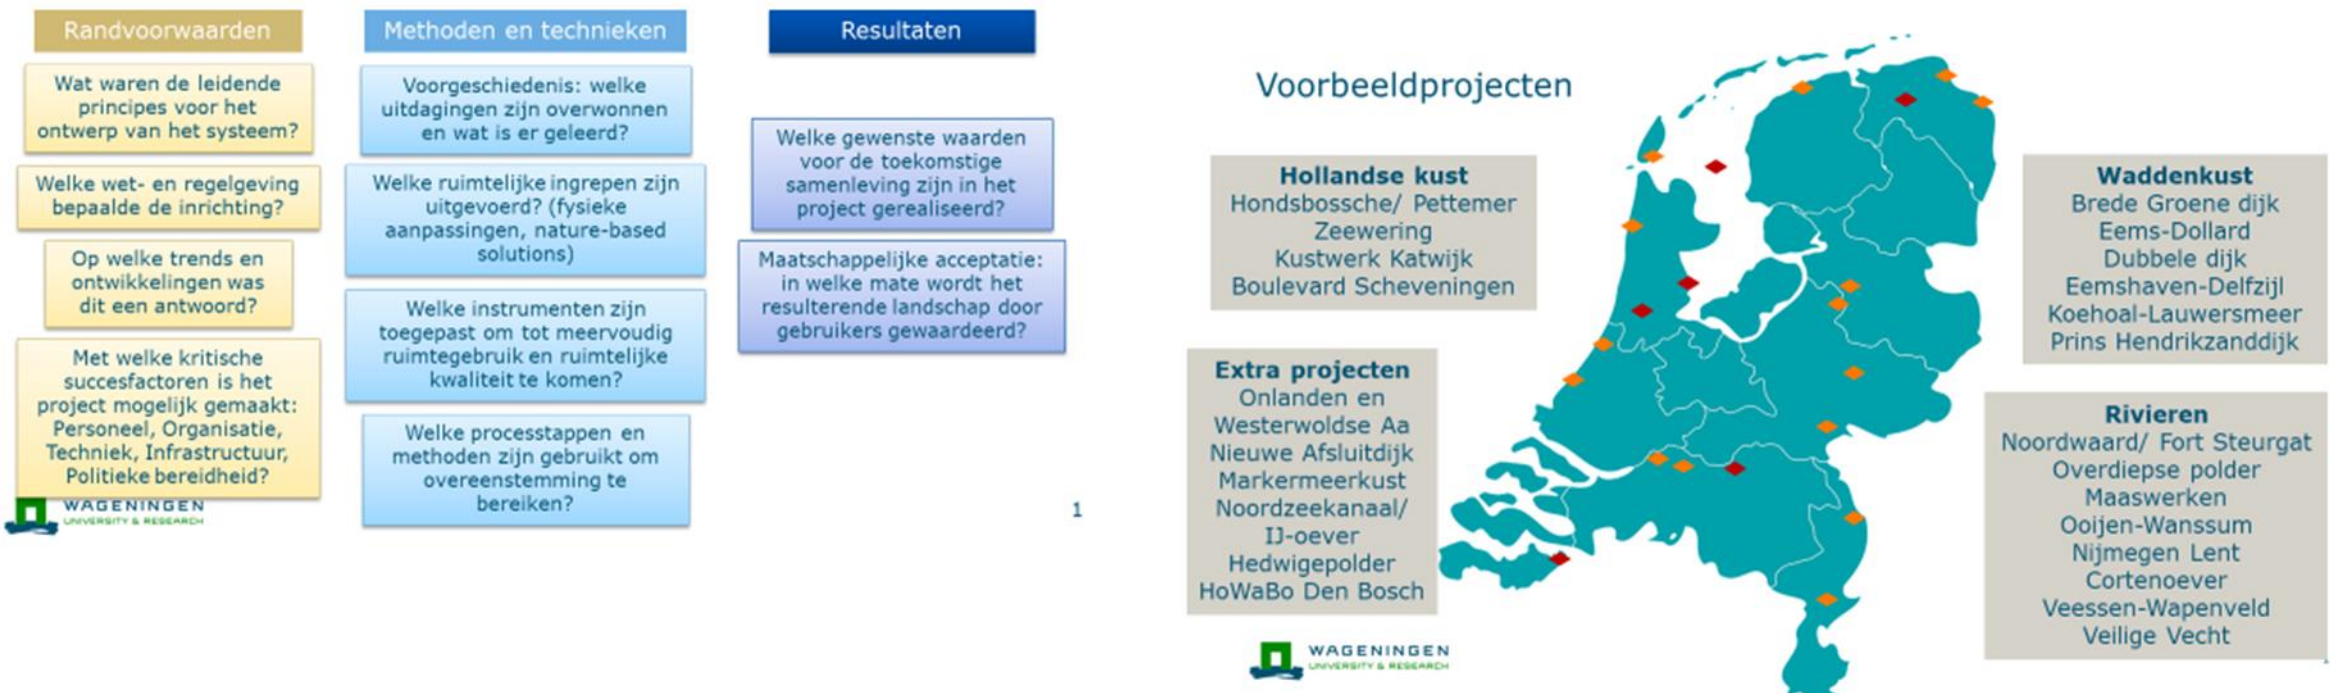 Randvoorwaarden
Wat waren de leidende
principes voor het
ontwerp van het systeem?
Welke wet- en regelgeving
bepaalde de inrichting?
Op welke trends en
ontwikkelingen was
dit een antwoord?
Met welke kritische
succesfactoren is het
project mogelijk gemaakt:
Personeel, Organisatie,
Techniek, Infrastructuur,
Politieke bereidheid?
WAGENINGEN
UNIVERSITY & RESEARCH
Methoden en technieken
Voorgeschiedenis: welke
uitdagingen zijn overwonnen
en wat is er geleerd?
Welke ruimtelijke ingrepen zijn
uitgevoerd? (fysieke
aanpassingen, nature-based
solutions)
Welke instrumenten zijn
toegepast om tot meervoudig
ruimtegebruik en ruimtelijke
kwaliteit te komen?
Welke processtappen en
methoden zijn gebruikt om
overeenstemming te
bereiken?
Resultaten
Welke gewenste waarden
voor de toekomstige
samenleving zijn in het
project gerealiseerd?
Maatschappelijke acceptatie:
in welke mate wordt het
resulterende landschap door
gebruikers gewaardeerd?
1
Voorbeeldprojecten
Hollandse kust
Hondsbossche/ Pettemer
Zeewering
Kustwerk Katwijk
Boulevard Scheveningen
Extra projecten
Onlanden en
Westerwoldse Aa
Nieuwe Afsluitdijk
Markermeerkust
Noordzeekanaal/
IJ-oever
Hedwigepolder
HoWaBo Den Bosch
WAGENINGEN
UNIVERSITY & RESEARCH
Waddenkust
Brede Groene dijk
Eems-Dollard
Dubbele dijk
Eemshaven-Delfzijl
Koehoal-Lauwersmeer
Prins Hendrikzanddijk
Rivieren
Noordwaard/ Fort Steurgat
Overdiepse polder
Maaswerken
Ooijen-Wanssum
Nijmegen Lent
Cortenoever
Veessen-Wapenveld
Veilige Vecht